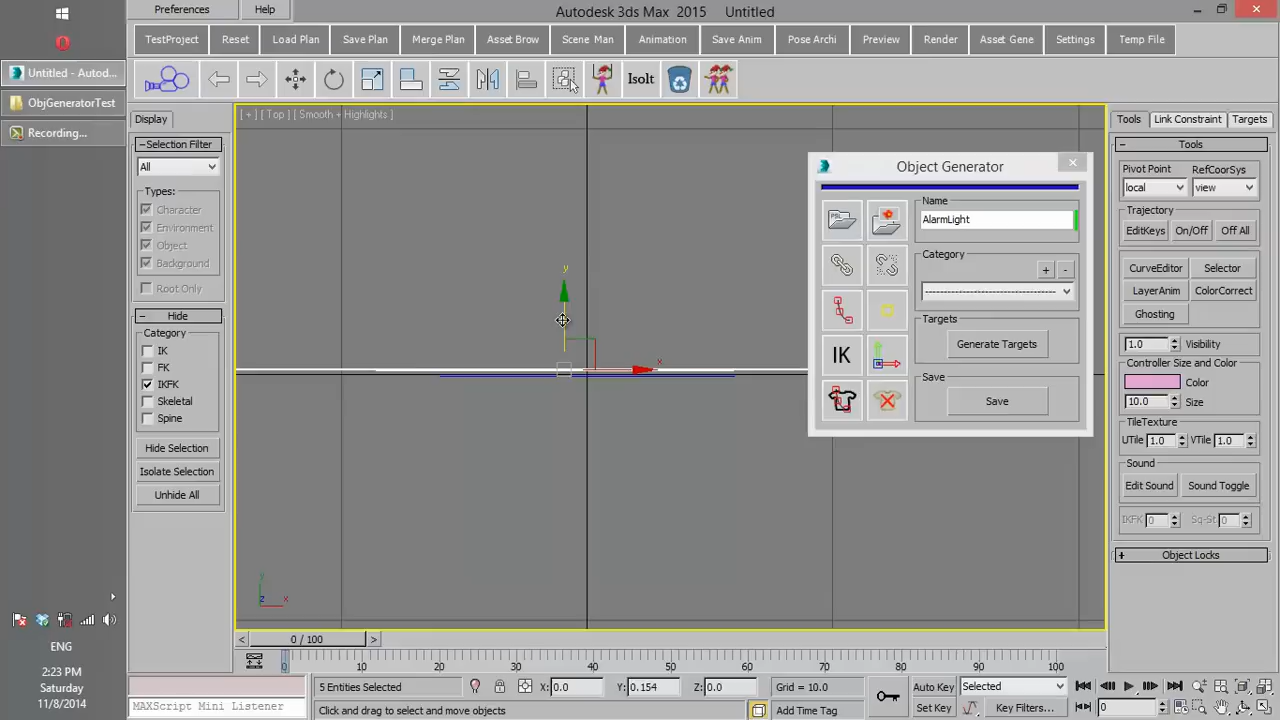 Preferences
Help
Autodesk 3ds Max 2015 Untitled
TestProject Reset Load Plan Save Plan Merge Plan Asset Brow Scene Man Animation Save Anim Pose Archi Preview Render Asset Gene Settings Temp File
Isolt
Untitled - Autod...
ObjGeneratorTest
Recording...
ENG
2:23 PM
Saturday
11/8/2014
Display
Selection Filter
All
Types:
Character
Environment
Object
Background
Root Only
Hide
Category
IK
FK
IKFK
Skeletal
Spine
Hide Selection
Isolate Selection
Unhide All
[ + ] [ Top ] [ Smooth + Highlights ]
y
x
y
z x
Object Generator
Name
AlarmLight
Category
+ -
Targets
Generate Targets
IK
Save
Save
Tools Link Constraint Targets
Tools
Pivot Point RefCoorSys
local view
Trajectory
EditKeys On/Off Off All
CurveEditor Selector
LayerAnim ColorCorrect
Ghosting
1.0 Visibility
Controller Size and Color
Color
10.0 Size
TileTexture
UTile 1.0 VTile 1.0
Sound
Edit Sound Sound Toggle
IKFK 0 Sq-St 0
Object Locks
< 0 / 100 >
0 10 20 30 40 50 60 70 80 90 100
MAXScript Mini Listener
5 Entities Selected X: 0.0 Y: 0.154 Z: 0.0 Grid = 10.0 Auto Key Selected
Click and drag to select and move objects Add Time Tag Set Key Key Filters... 0